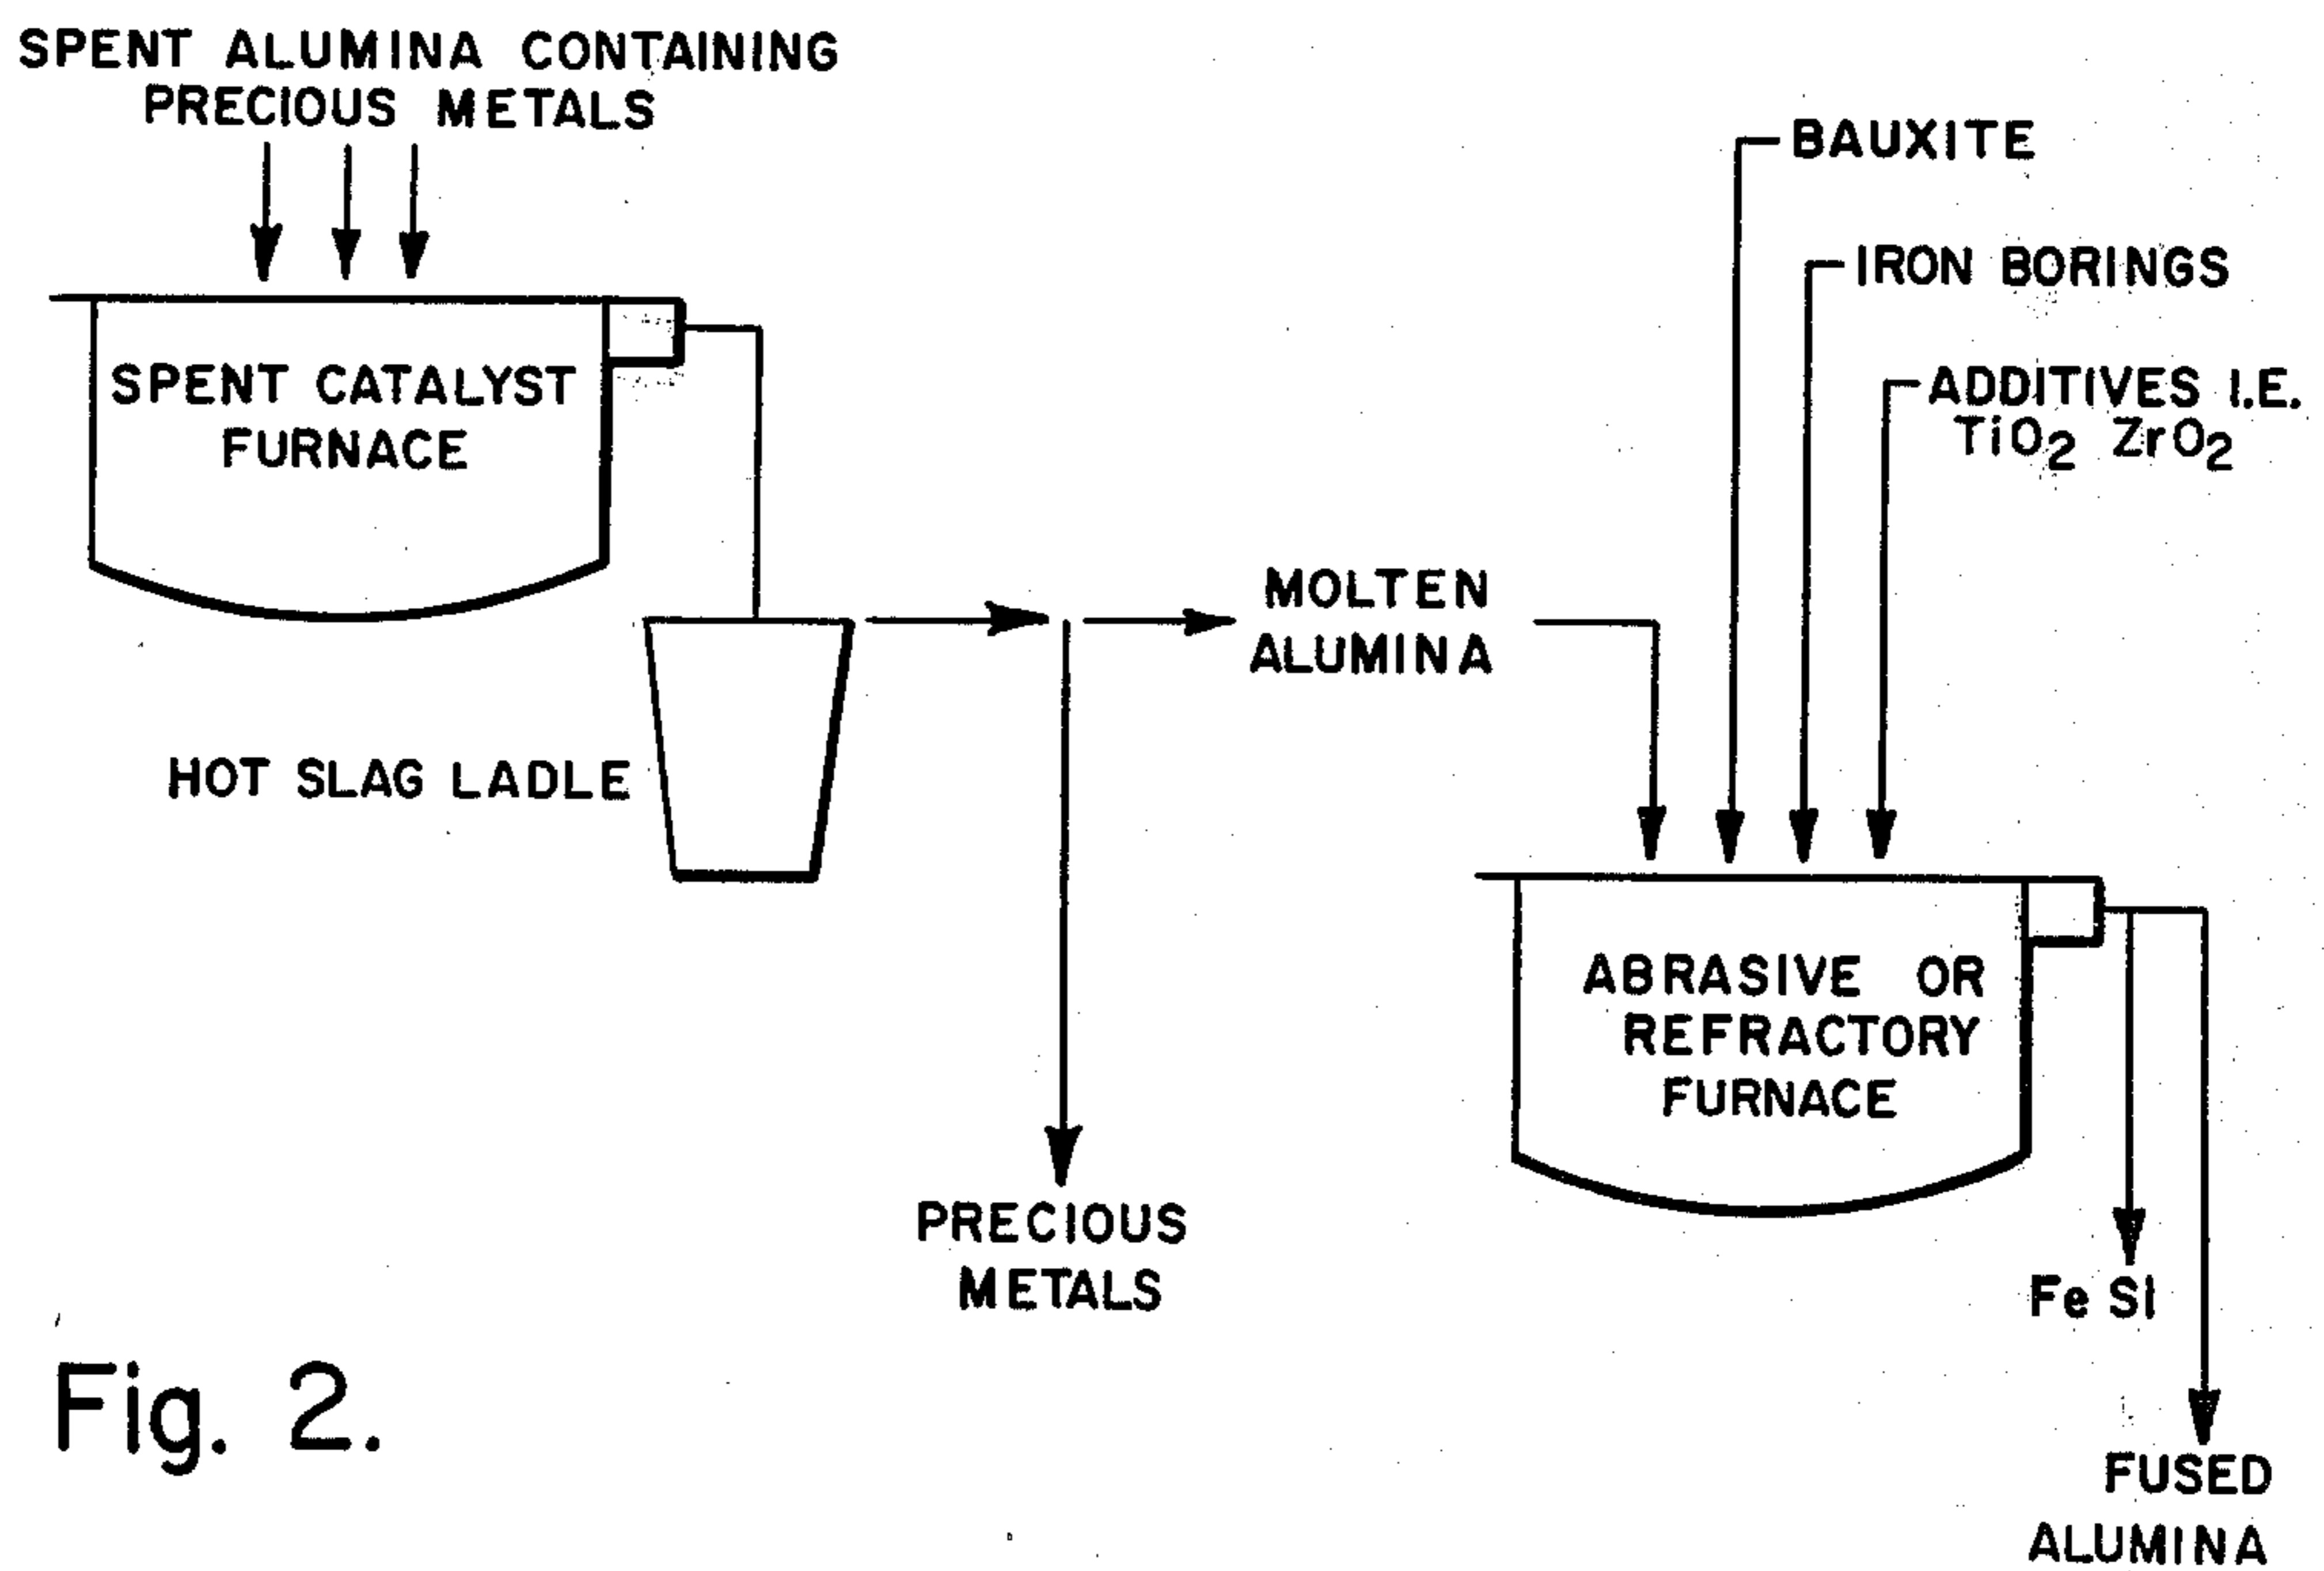 SPENT ALUMINA CONTAINING
PRECIOUS METALS
SPENT CATALYST
FURNACE
HOT SLAG LADLE
MOLTEN
ALUMINA
PRECIOUS
METALS
BAUXITE
IRON BORINGS
ADDITIVES I.E.
TiO2 ZrO2
ABRASIVE OR
REFRACTORY
FURNACE
Fe Si
FUSED
ALUMINA
Fig. 2.